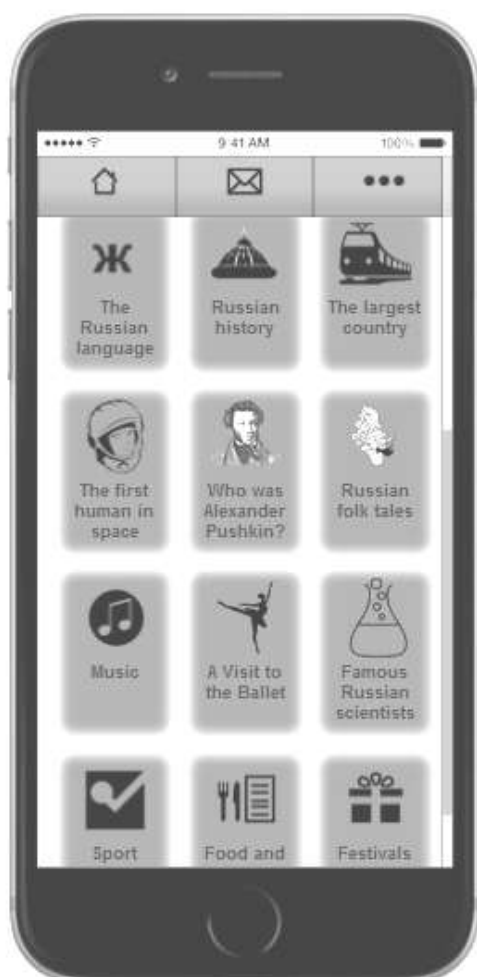 9:41 AM 100%
Ж
The Russian language
Russian history
The largest country
The first human in space
Who was Alexander Pushkin?
Russian folk tales
Music
A Visit to the Ballet
Famous Russian scientists
Sport
Food and
Festivals